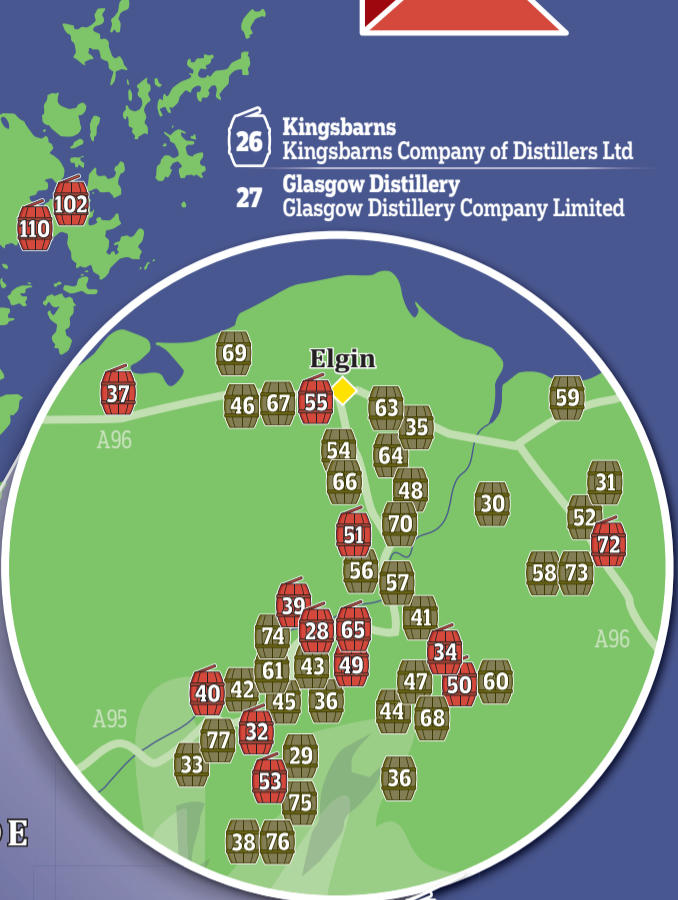 26 Kingsbarns
Kingsbarns Company of Distillers Ltd
27 Glasgow Distillery
Glasgow Distillery Company Limited
102
110
69
Elgin
37
46 67 55 63
59
35
A96
54 64
66 48 31
30
52
70
51 72
56 57 58 73
39 41
74 28 65
A96
34
61 43 49
40 42 47 50 60
45 36
44 68
A95
77 32
33 29
53 36
75
E
38 76